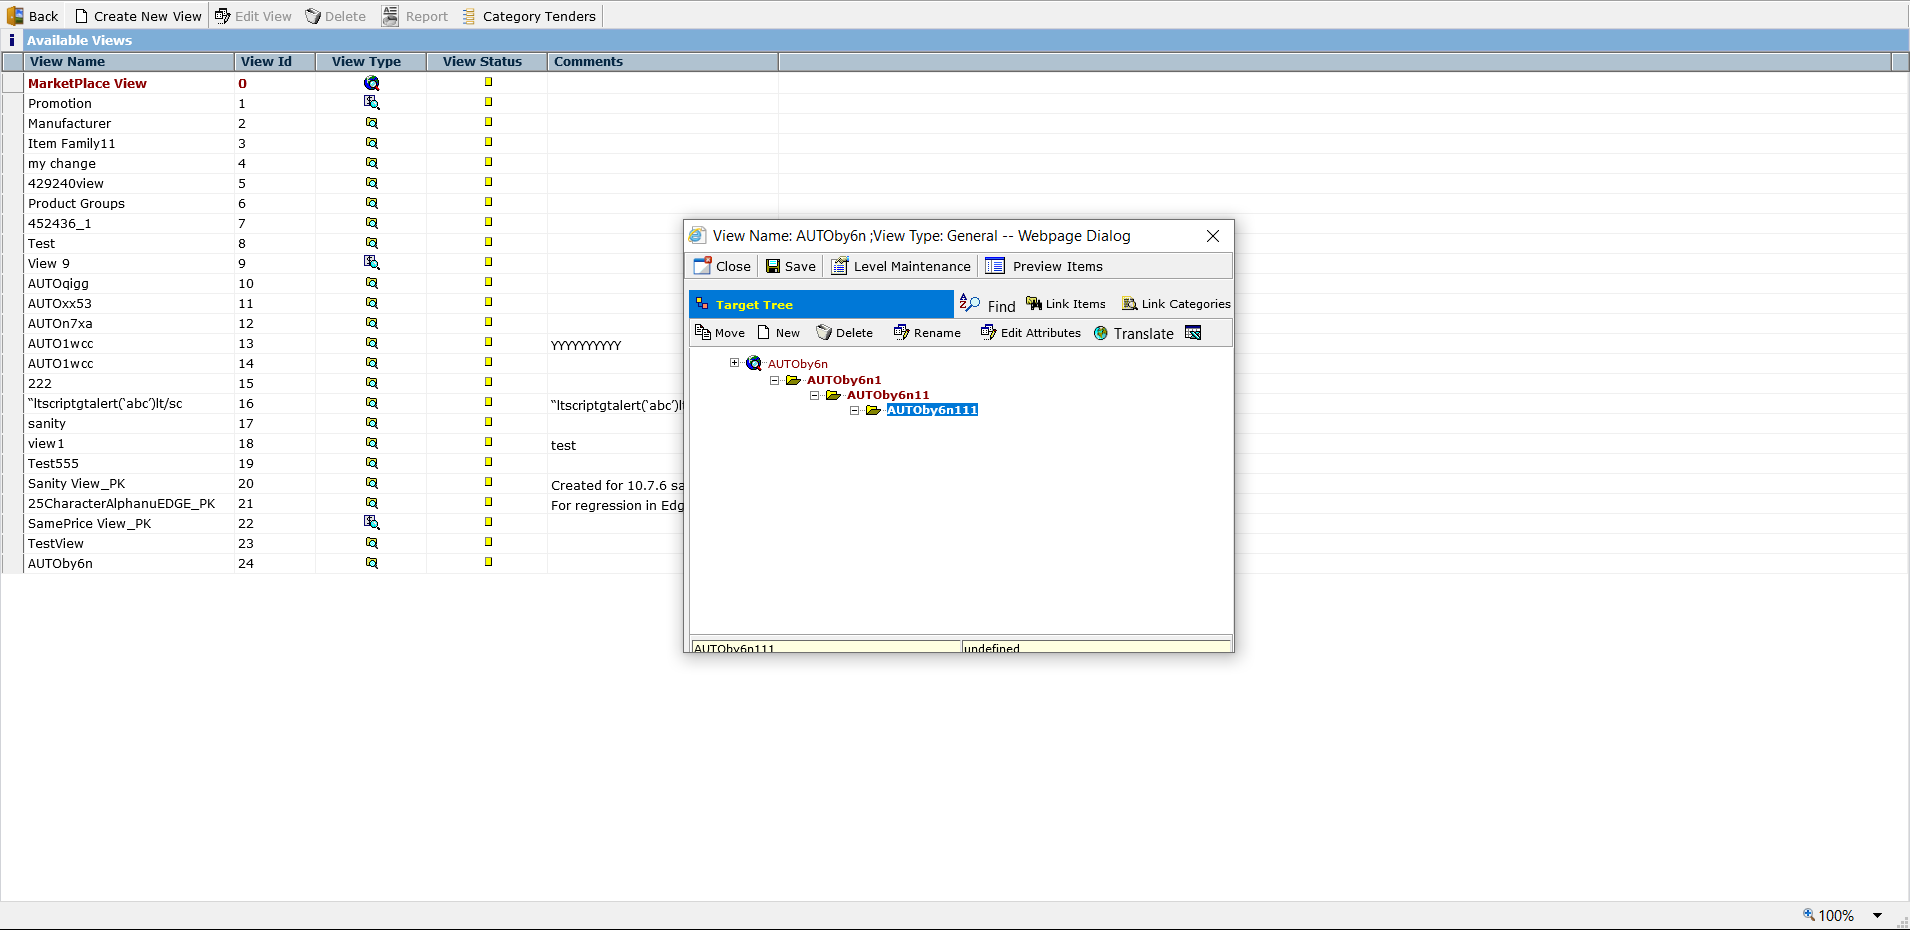 Back Create New View Edit View Delete Report Category Tenders
i Available Views
View Name View Id View Type View Status Comments
MarketPlace View 0
Promotion 1
Manufacturer 2
Item Family11 3
my change 4
429240view 5
Product Groups 6
452436_1 7
Test 8
View 9 9
AUTOqigg 10
AUTOxx53 11
AUTOn7xa 12
AUTO1wcc 13 YYYYYYYYYY
AUTO1wcc 14
222 15
“ltscriptgtalert(‘abc’)lt/sc 16 “ltscriptgtalert(‘abc’)lt
sanity 17
view1 18 test
Test555 19
Sanity View_PK 20 Created for 10.7.6 sa
25CharacterAlphanuEDGE_PK 21 For regression in Edg
SamePrice View_PK 22
TestView 23
AUTOby6n 24
View Name: AUTOby6n ;View Type: General -- Webpage Dialog
Close Save Level Maintenance Preview Items
Target Tree Find Link Items Link Categories
Move New Delete Rename Edit Attributes Translate
AUTOby6n
AUTOby6n1
AUTOby6n11
AUTOby6n111
AUTOby6n111 undefined
100%